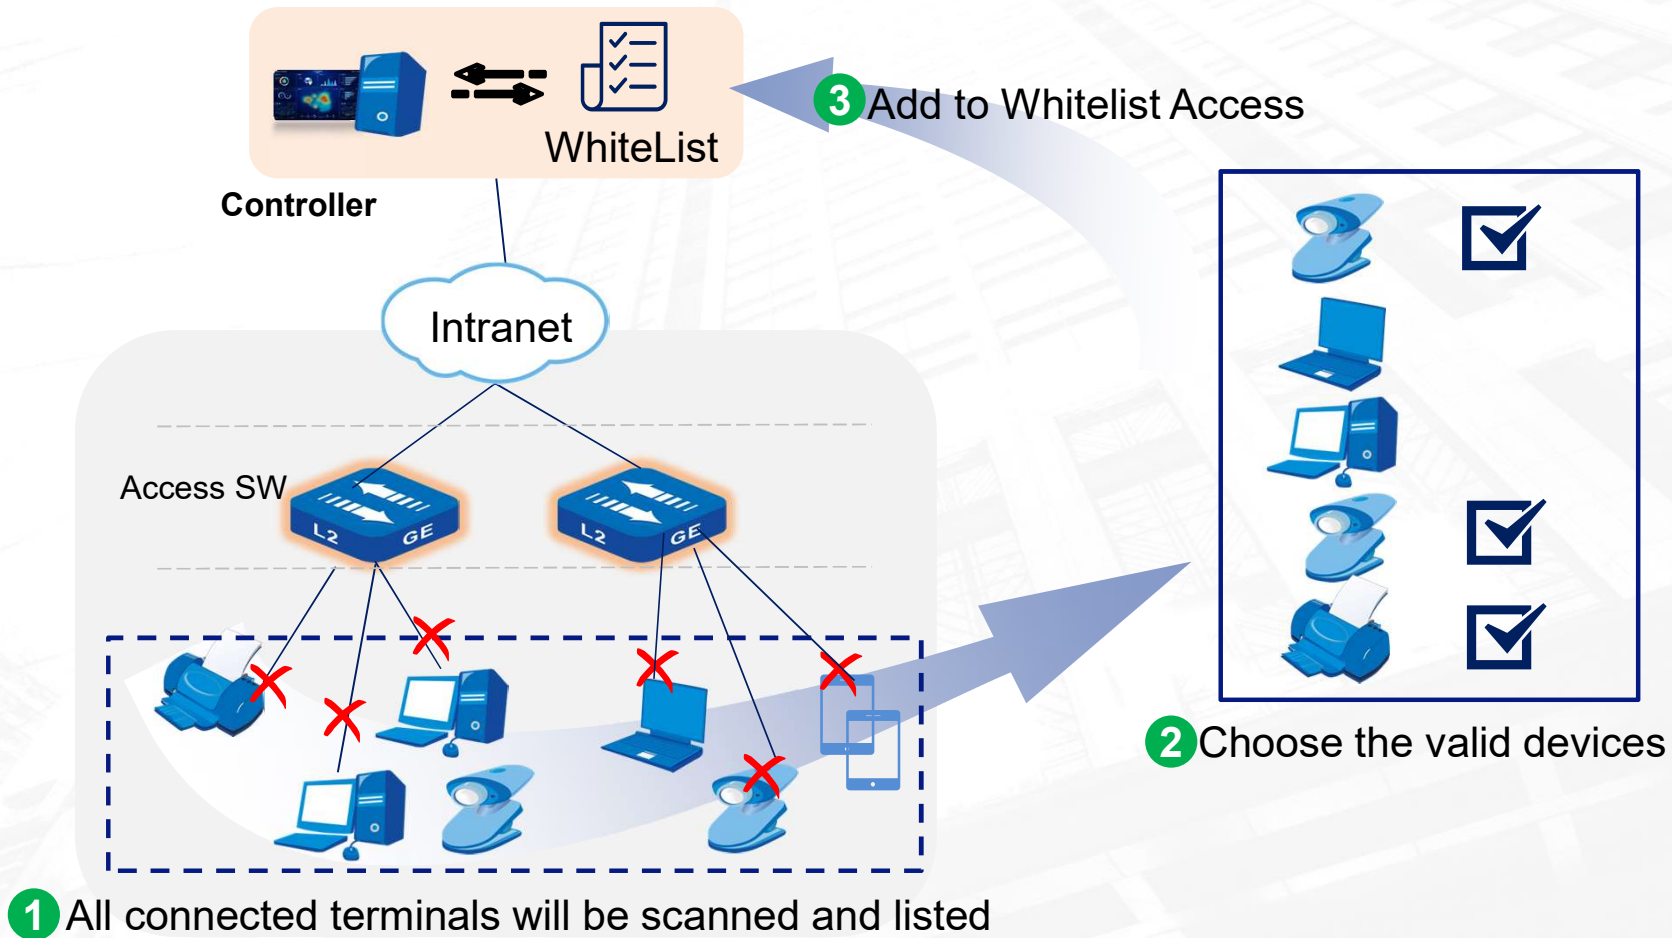 3 Add to Whitelist Access
WhiteList
Controller
Intranet
Access SW
L2 GE
L2 GE
2 Choose the valid devices
1 All connected terminals will be scanned and listed